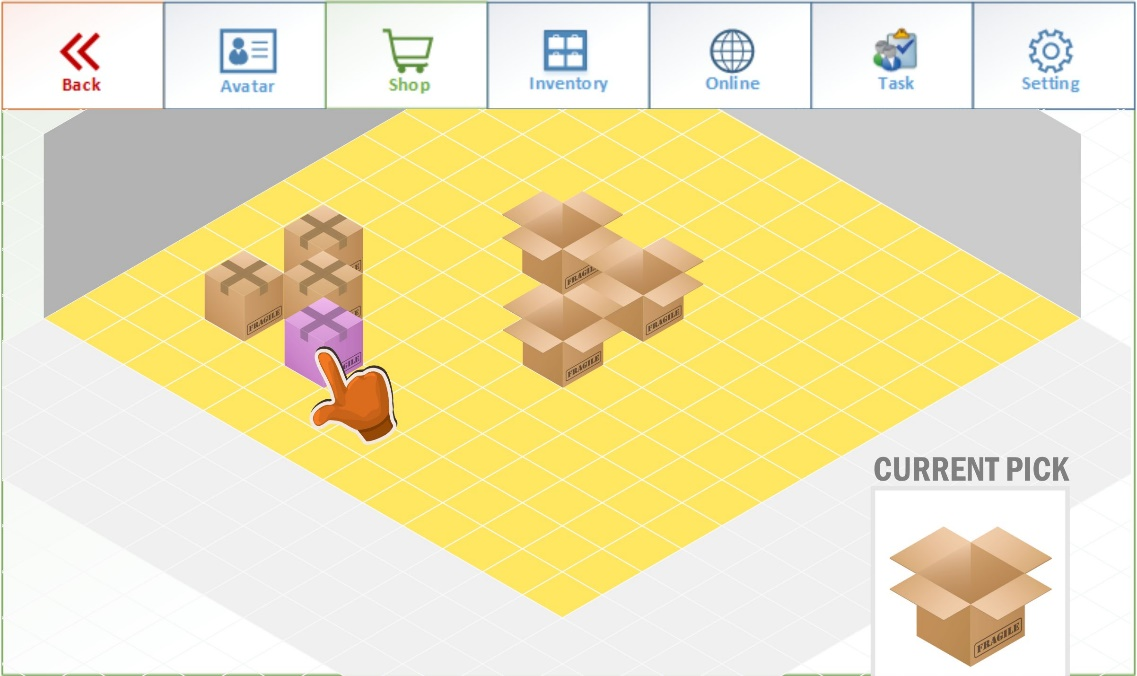 Back
Avatar
Shop
Inventory
Online
Task
Setting
FRAGILE
FRAGILE
FRAGILE
FRAGILE
CURRENT PICK
FRAGILE